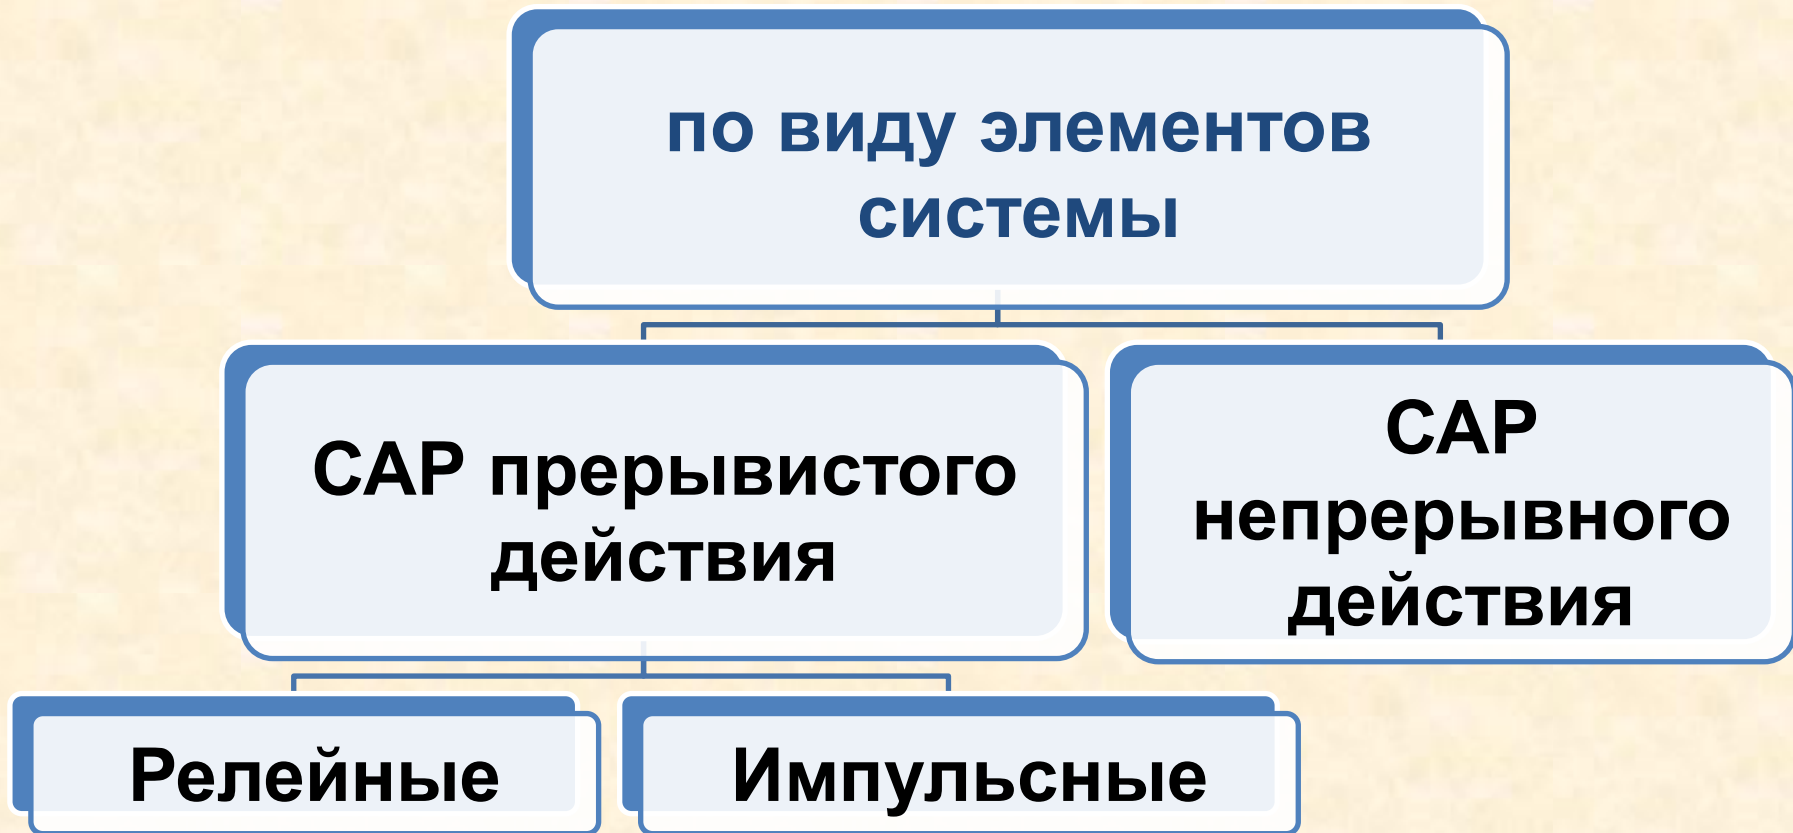 по виду элементов
системы
САР прерывистого
действия
САР
непрерывного
действия
Релейные
Импульсные